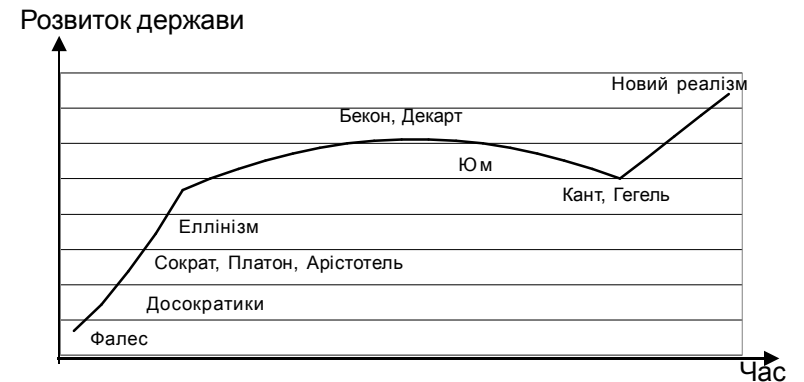 Розвиток держави
Новий реалізм
Бекон, Декарт
Юм
Кант, Гегель
Еллінізм
Сократ, Платон, Арістотель
Досократики
Фалес
Час